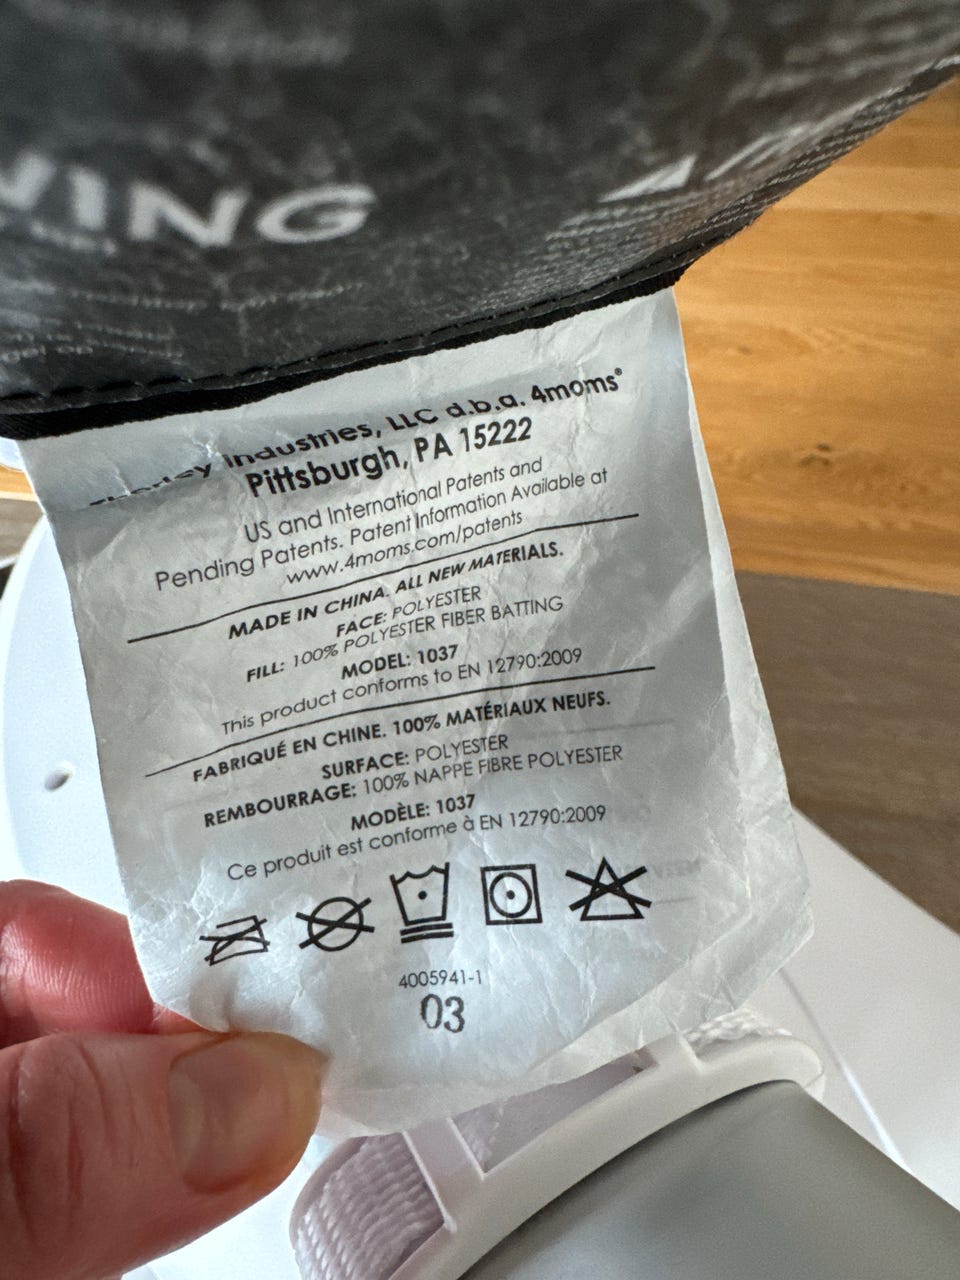 NING
Industries, LLC d.b.a. 4moms®
Pittsburgh, PA 15222
US and International Patents and
Pending Patents. Patent Information Available at
www.4moms.com/patents
MADE IN CHINA. ALL NEW MATERIALS.
FACE: POLYESTER
FILL: 100% POLYESTER FIBER BATTING
MODEL: 1037
This product conforms to EN 12790:2009
FABRIQUÉ EN CHINE. 100% MATÉRIAUX NEUFS.
SURFACE: POLYESTER
REMBOURRAGE: 100% NAPPE FIBRE POLYESTER
MODÈLE: 1037
Ce produit est conforme à EN 12790:2009
4005941-1
03